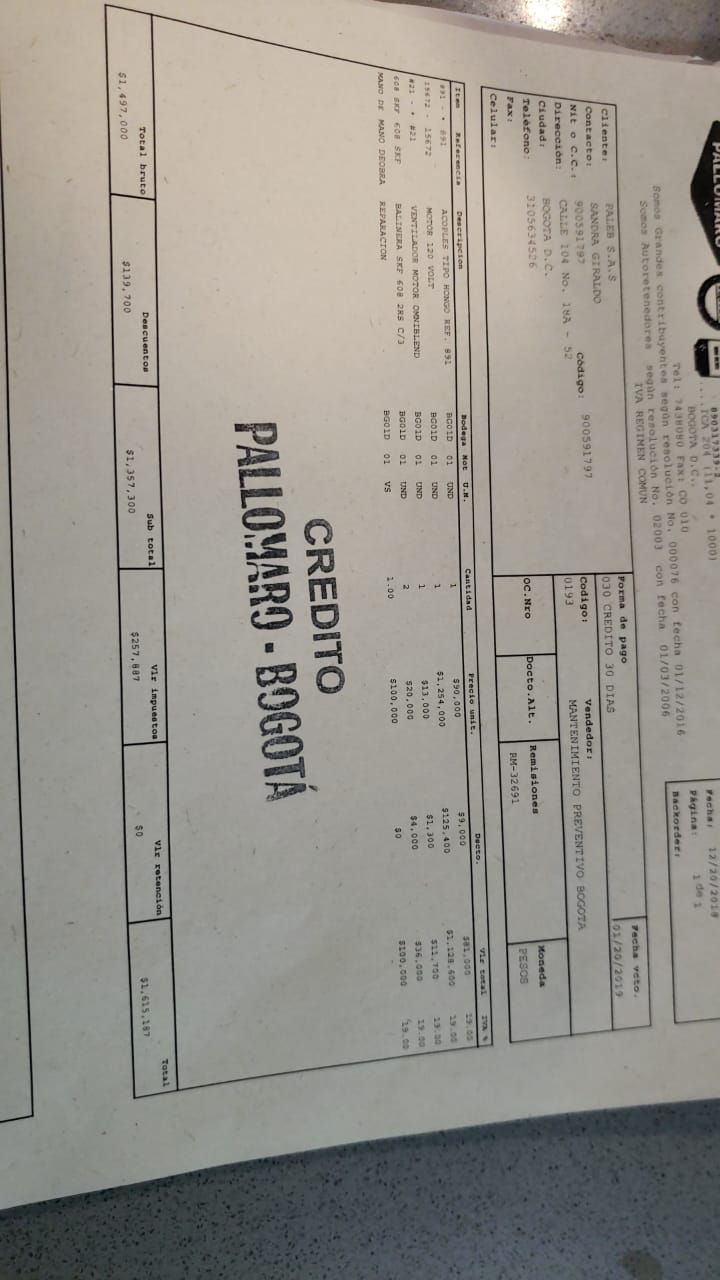 PALLOMARO
890317339-2
....ICA 204 (11,04 * 1000)
BOGOTA D.C..
Tel: 7438080 Fax: CO 010
Somos Grandes contribuyentes según resolución No. 000076 con fecha 01/12/2016
Somos Autoretenedores según resolución No. 02003 con fecha 01/03/2006
IVA REGIMEN COMUN
Fecha: 12/20/2018
Página: 1 de 1
Backorder:
Cliente: PALEB S.A.S
Contacto: SANDRA GIRALDO
Nit o C.C.: 900591797 Código: 900591797
Dirección: CALLE 104 No. 18A - 52
Ciudad: BOGOTA D.C.
Teléfono: 3105634526
Fax:
Celular:
Forma de pago
030 CREDITO 30 DIAS
Fecha vcto.
01/20/2019
Codigo: Vendedor:
0193 MANTENIMIENTO PREVENTIVO BOGOTA
OC.Nro Docto.Alt. Remisiones Moneda
RM-32691 PESOS
Item Referencia Descripcion Bodega Mot U.M. Cantidad Precio unit. Dscto. Vlr total IVA %
#891 - * 891 ACOPLES TIPO HONGO REF. 891 BG01D 01 UND 1 $90,000 $9,000 $81,000 19.00
15672 - 15672 MOTOR 120 VOLT BG01D 01 UND 1 $1,254,000 $125,400 $1,128,600 19.00
#21 - * #21 VENTILADOR MOTOR OMNIBLEND BG01D 01 UND 1 $13,000 $1,300 $11,700 19.00
608 SKF 608 SKF BALINERA SKF 608 2RS C/3 BG01D 01 UND 2 $20,000 $4,000 $36,000 19.00
MANO DE MANO DEOBRA REPARACION BG01D 01 VS 1.00 $100,000 $0 $100,000 19.00
CREDITO
PALLOMARO - BOGOTÁ
Total bruto Descuentos Sub total Vlr impuestos Vlr retención Total
$1,497,000 $139,700 $1,357,300 $257,887 $0 $1,615,187